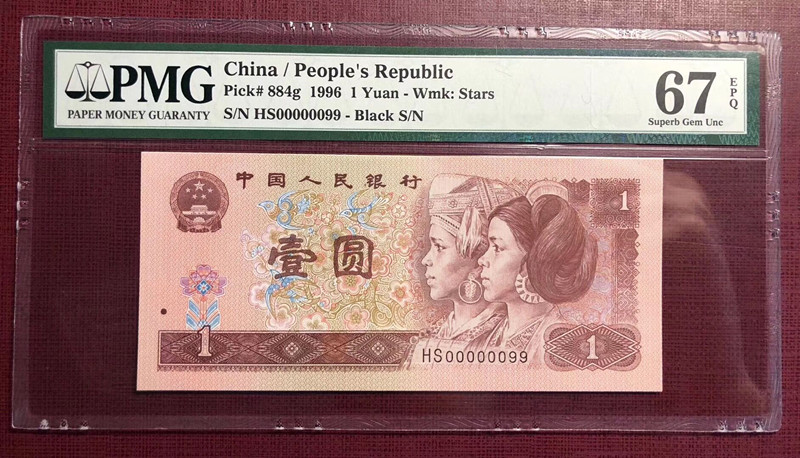 PMG
PAPER MONEY GUARANTY
China / People's Republic
Pick# 884g 1996 1 Yuan - Wmk: Stars
S/N HS00000099 - Black S/N
67
EPQ
Superb Gem Unc
中国人民银行
1
壹圆
1
HS00000099
1